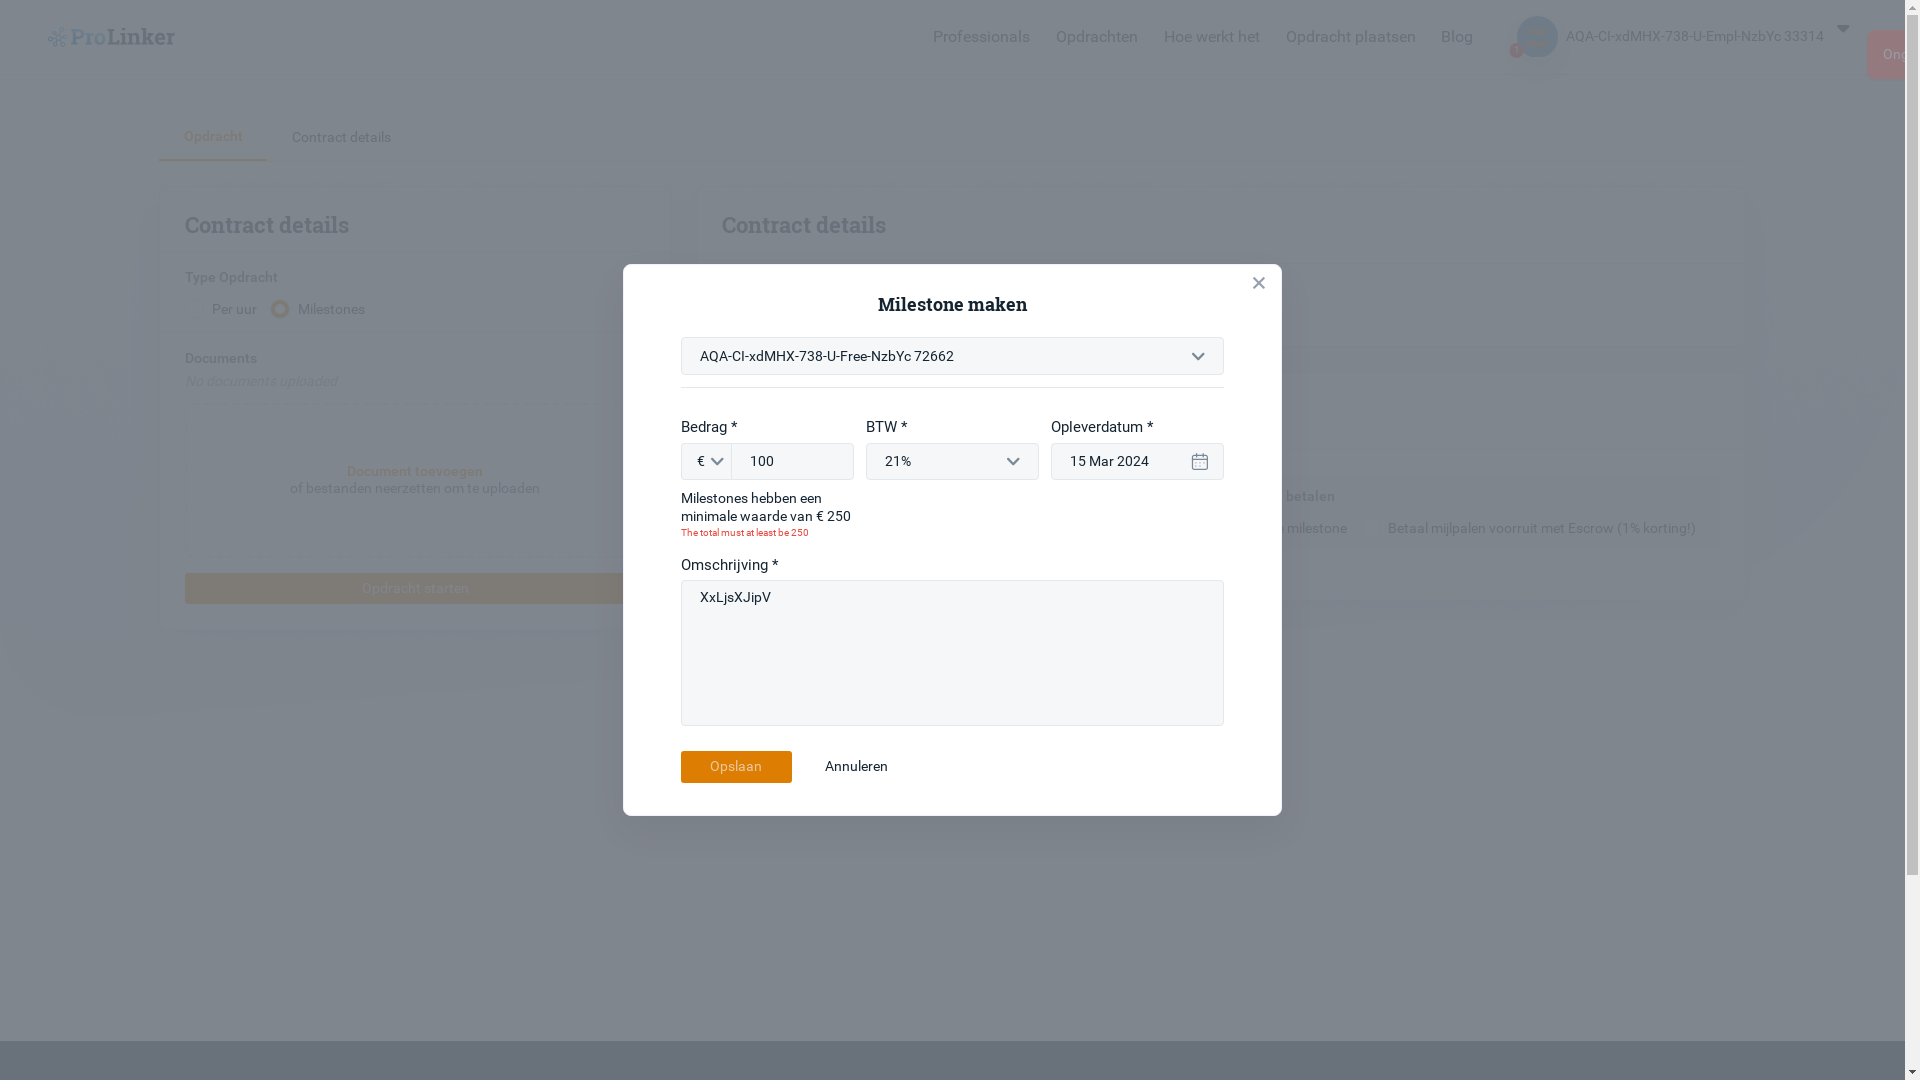 ProLinker
Professionals
Opdrachten
Hoe werkt het
Opdracht plaatsen
Blog
1
AQA-CI-xdMHX-738-U-Empl-NzbYc 33314
Opdracht
Contract details
Contract details
Type Opdracht
Per uur
Milestones
Documents
No documents uploaded
Document toevoegen
of bestanden neerzetten om te uploaden
Opdracht starten
Contract details
betalen
milestone
Betaal mijlpalen voorruit met Escrow (1% korting!)
Milestone maken
AQA-CI-xdMHX-738-U-Free-NzbYc 72662
Bedrag *
BTW *
Opleverdatum *
€
100
21%
15 Mar 2024
Milestones hebben een
minimale waarde van € 250
The total must at least be 250
Omschrijving *
XxLjsXJipV
Opslaan
Annuleren